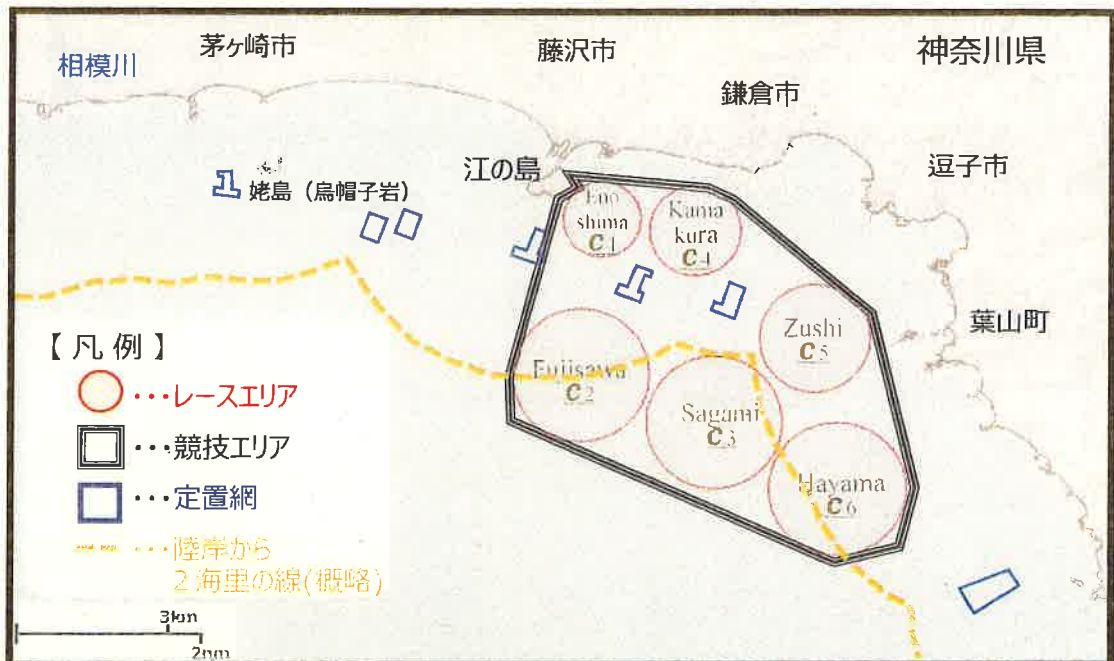 茅ヶ崎市
藤沢市
神奈川県
相模川
鎌倉市
江の島
逗子市
姥島（烏帽子岩）
Eno
shima
C1
Kama
kura
C4
葉山町
Zushi
C5
Fujisawa
C2
Sagami
C3
Hayama
C6
【凡例】
･･･レースエリア
･･･競技エリア
･･･定置網
･･･陸岸から
２海里の線(概略)
3km
2nm